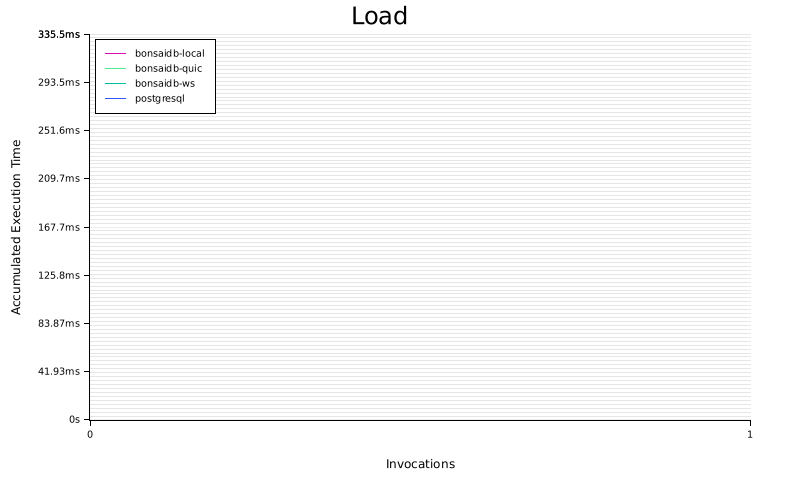 Load
335.5ms
293.5ms
251.6ms
209.7ms
167.7ms
125.8ms
83.87ms
41.93ms
0s
bonsaidb-local
bonsaidb-quic
bonsaidb-ws
postgresql
Accumulated Execution Time
0
1
Invocations